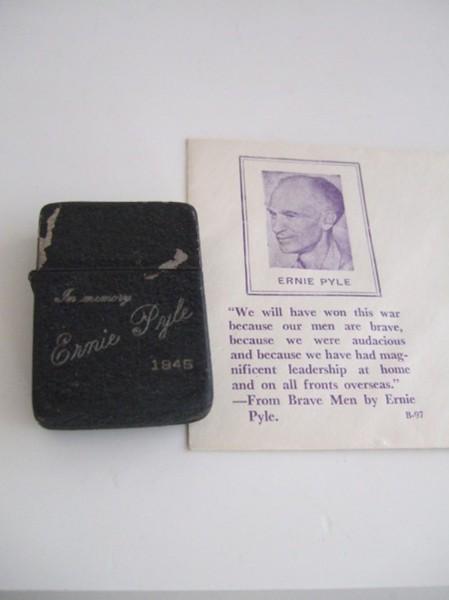 In memory
Ernie Pyle
1945
ERNIE PYLE
"We will have won this war
because our men are brave,
because we were audacious
and because we have had mag-
nificent leadership at home
and on all fronts overseas."
—From Brave Men by Ernie
Pyle.
B-97